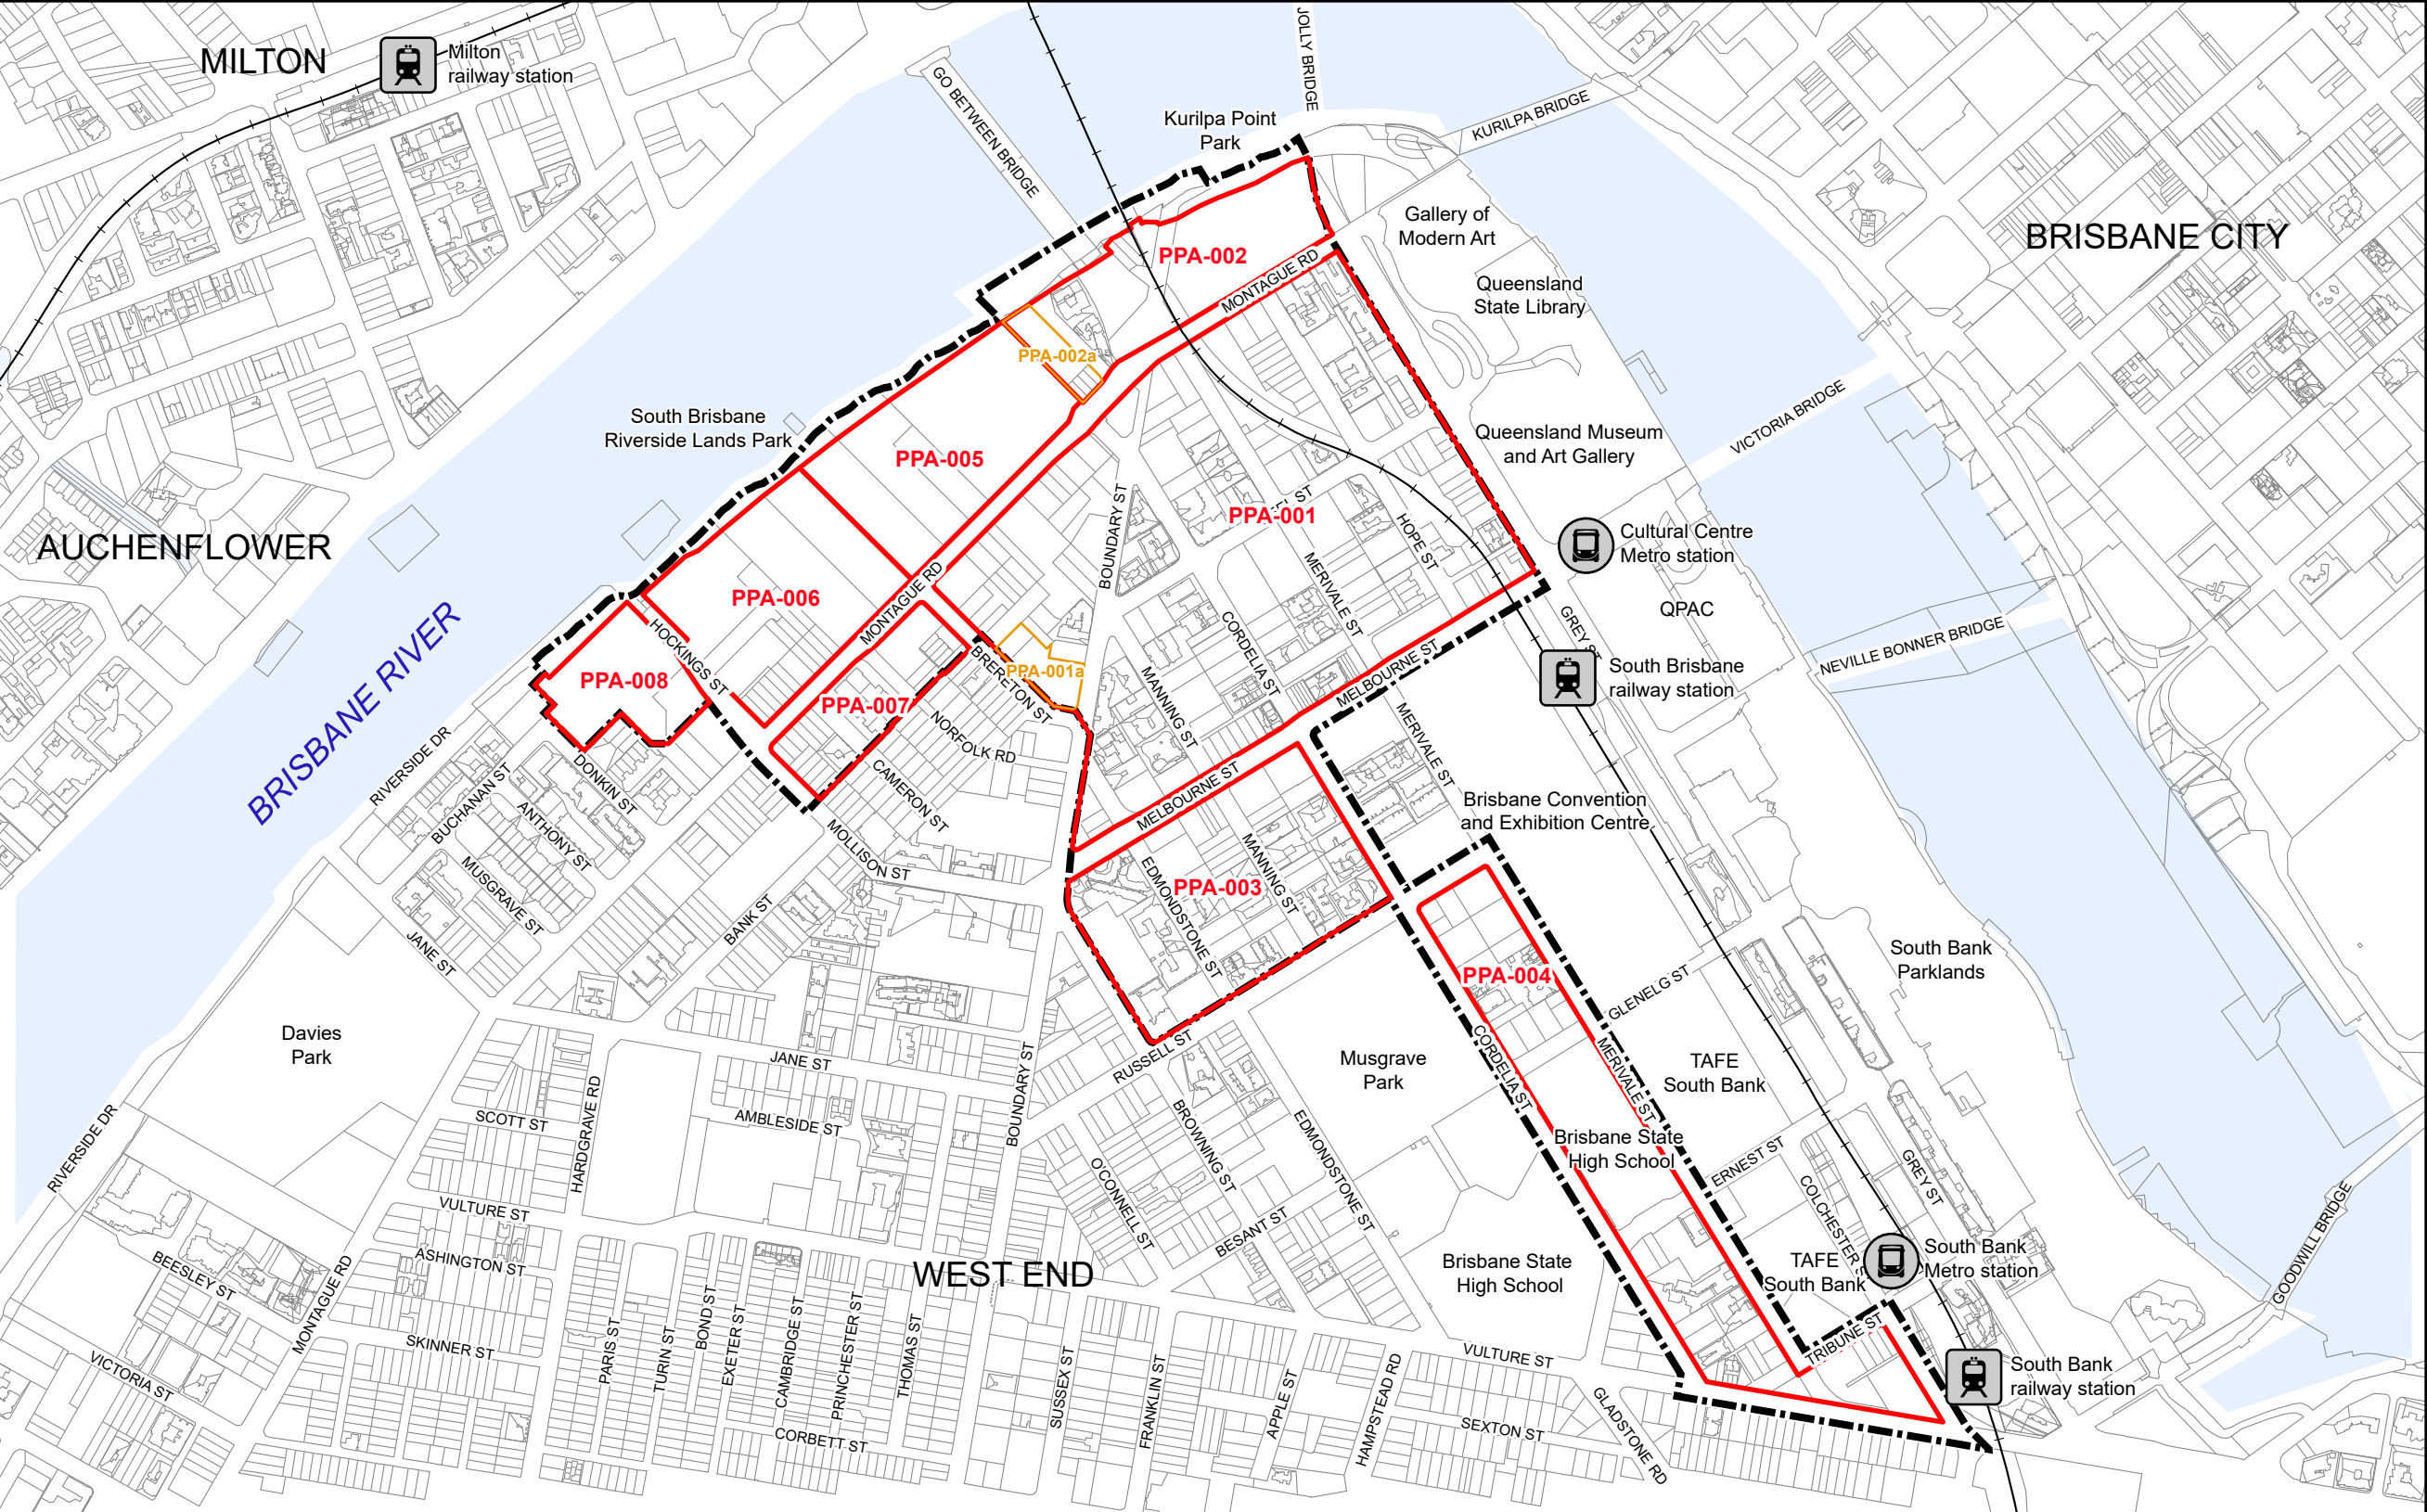 MILTON
Milton
railway station
GO BETWEEN BRIDGE
JOLLY BRIDGE
KURILPA BRIDGE
Kurilpa Point
Park
Gallery of
Modern Art
BRISBANE CITY
PPA-002
MONTAGUE RD
Queensland
State Library
PPA-002a
VICTORIA BRIDGE
South Brisbane
Riverside Lands Park
Queensland Museum
and Art Gallery
PPA-005
BOUNDARY ST
PPA-001
HOPE ST
MERIVALE ST
Cultural Centre
Metro station
AUCHENFLOWER
BRISBANE RIVER
PPA-006
MONTAGUE RD
HOCKINGS ST
CORDELIA ST
GREY ST
QPAC
NEVILLE BONNER BRIDGE
PPA-008
BRERETON ST
PPA-001a
MANNING ST
MELBOURNE ST
South Brisbane
railway station
PPA-007
NORFOLK RD
MERIVALE ST
RIVERSIDE DR
BUCHANAN ST
DONKIN ST
ANTHONY ST
CAMERON ST
MELBOURNE ST
Brisbane Convention
and Exhibition Centre
MUSGRAVE ST
MOLLISON ST
EDMONDSTONE ST
PPA-003
MANNING ST
JANE ST
BANK ST
South Bank
Parklands
PPA-004
GLENELG ST
Davies
Park
JANE ST
BOUNDARY ST
RUSSELL ST
Musgrave
Park
CORDELIA ST
MERIVALE ST
TAFE
South Bank
RIVERSIDE DR
SCOTT ST
HARDGRAVE RD
AMBLESIDE ST
BROWNING ST
EDMONDSTONE ST
Brisbane State
High School
ERNEST ST
COLCHESTER S
GREY ST
O'CONNELL ST
VULTURE ST
BESANT ST
GOODWILL BRIDGE
BEESLEY ST
ASHINGTON ST
WEST END
Brisbane State
High School
TAFE
South Bank
South Bank
Metro station
MONTAGUE RD
SKINNER ST
PARIS ST
TURIN ST
BOND ST
EXETER ST
CAMBRIDGE ST
PRINCHESTER ST
THOMAS ST
VICTORIA ST
SUSSEX ST
FRANKLIN ST
APPLE ST
HAMPSTEAD RD
VULTURE ST
TRIBUNE ST
South Bank
railway station
CORBETT ST
SEXTON ST
GLADSTONE RD